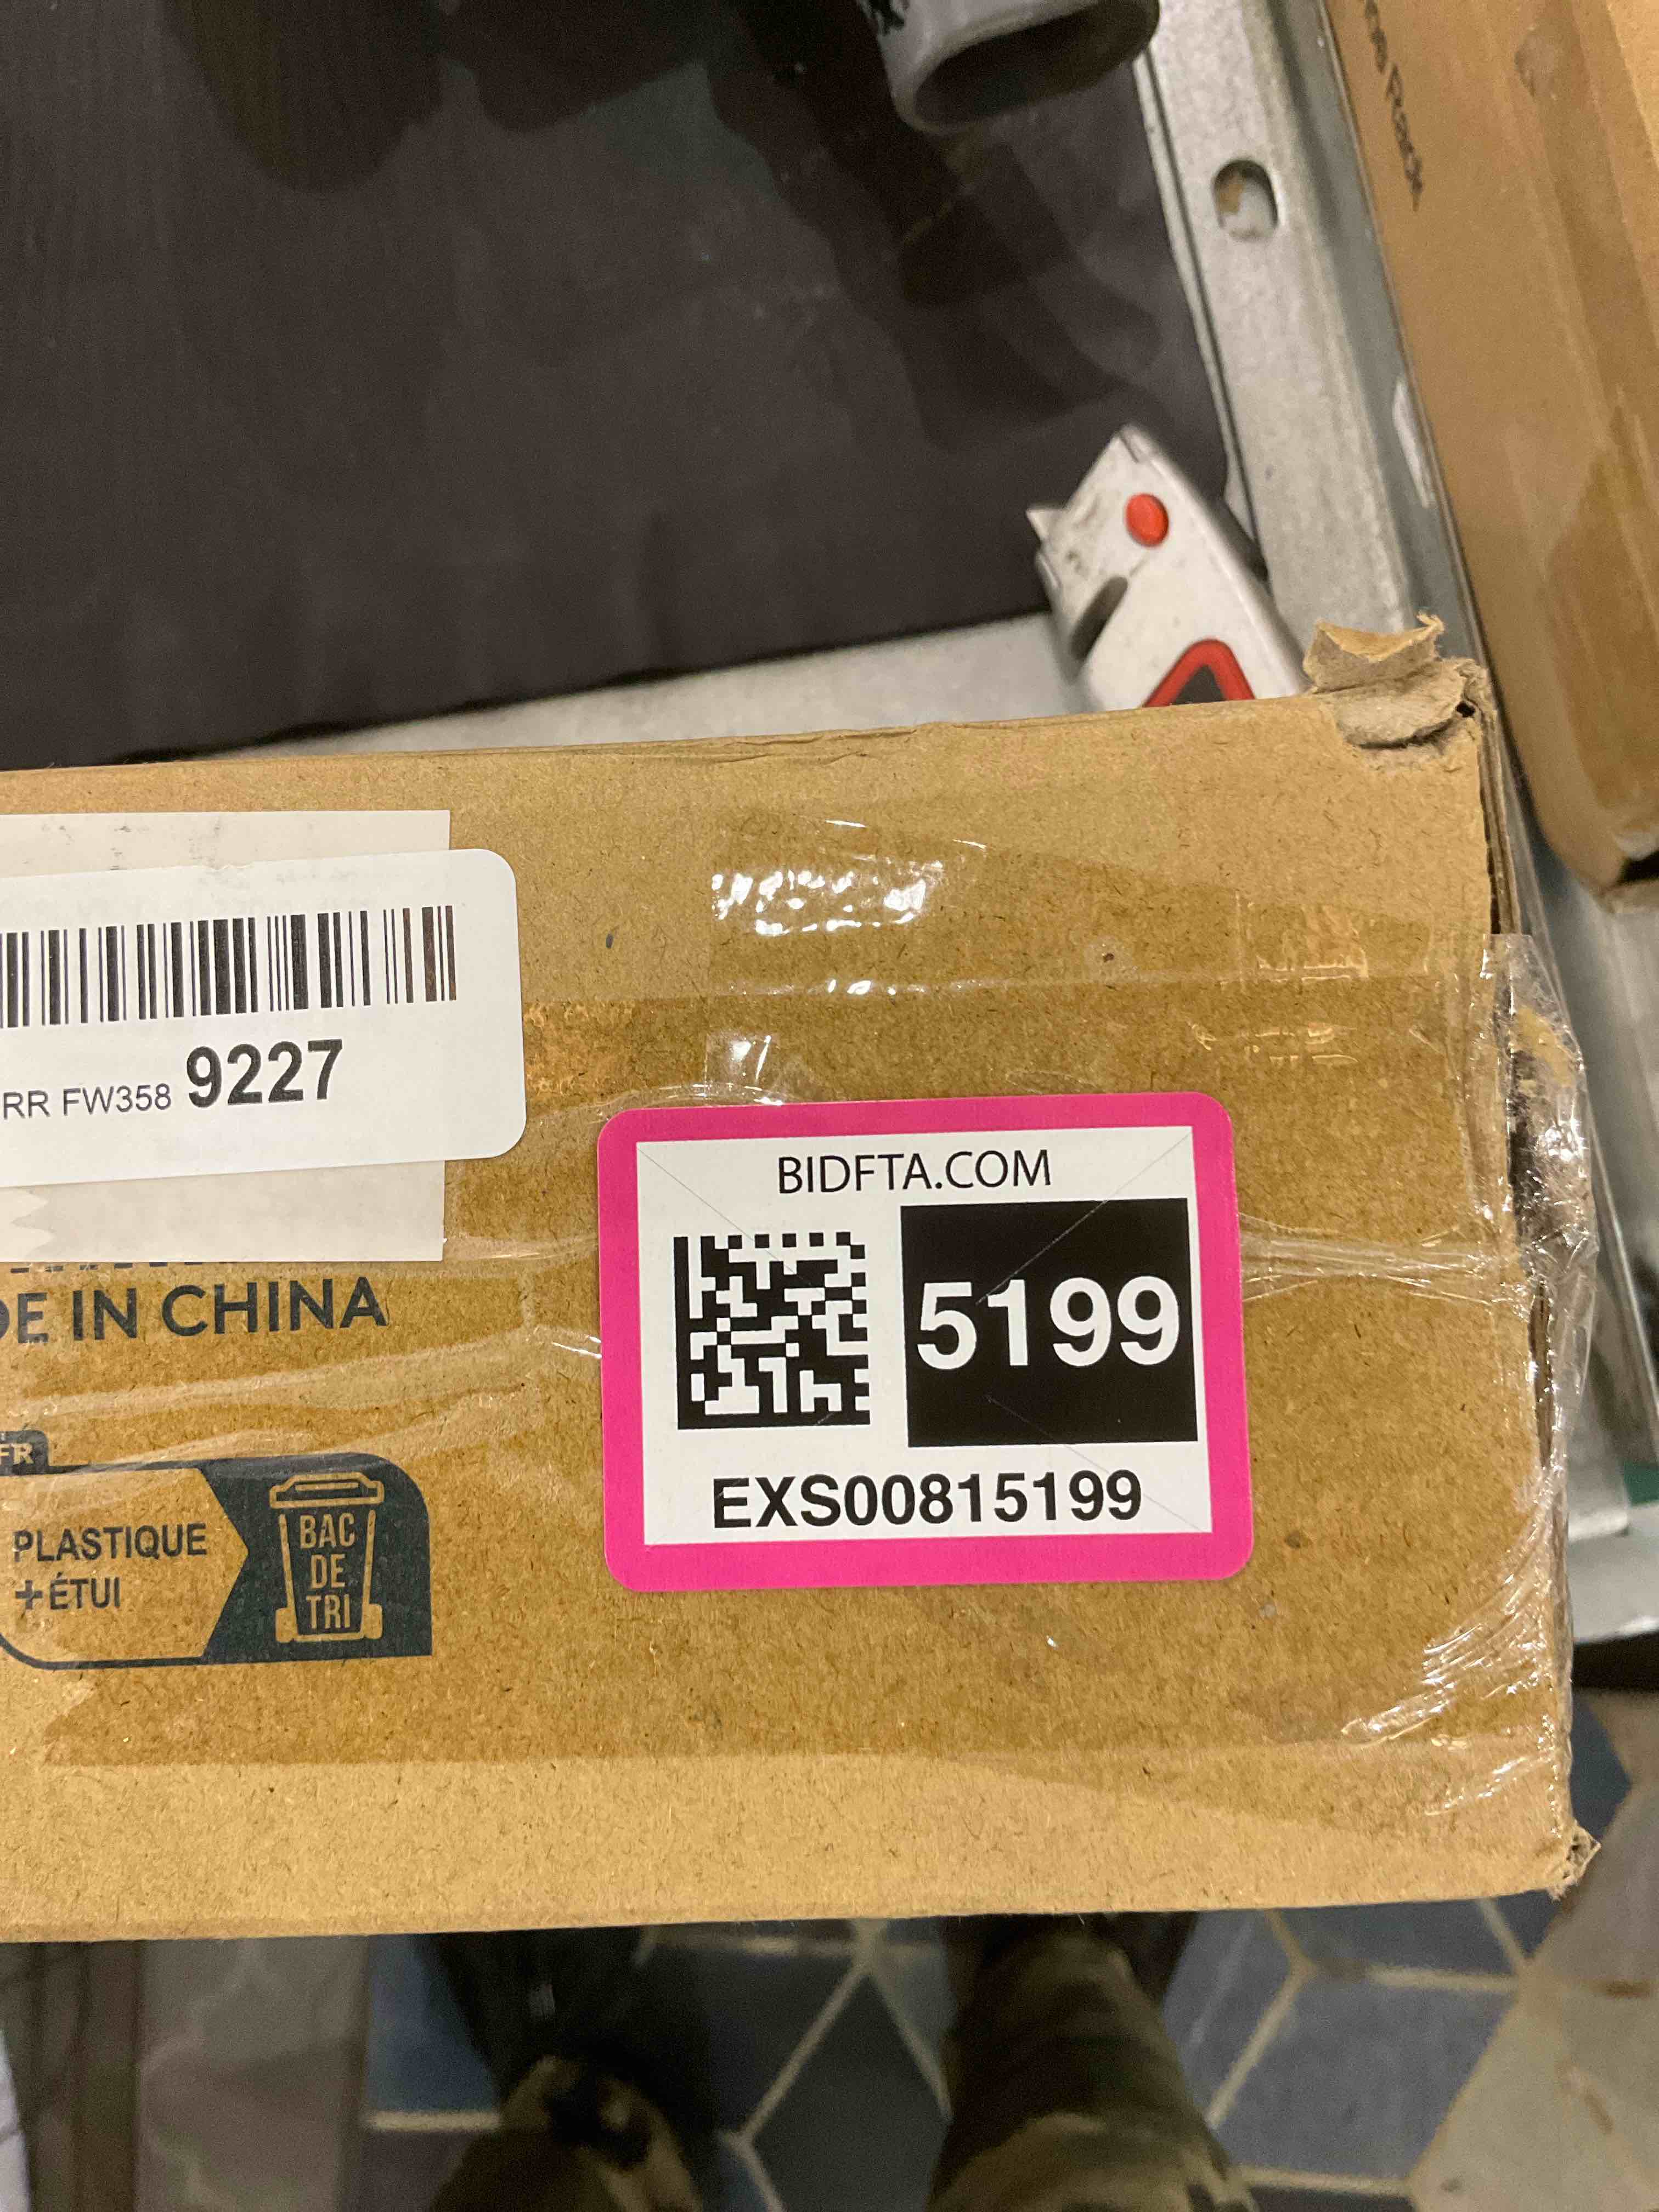 RR FW358 9227
BIDFTA.COM
5199
EXS00815199
DE IN CHINA
FR
PLASTIQUE
+ÉTUI
BAC
DE
TRI